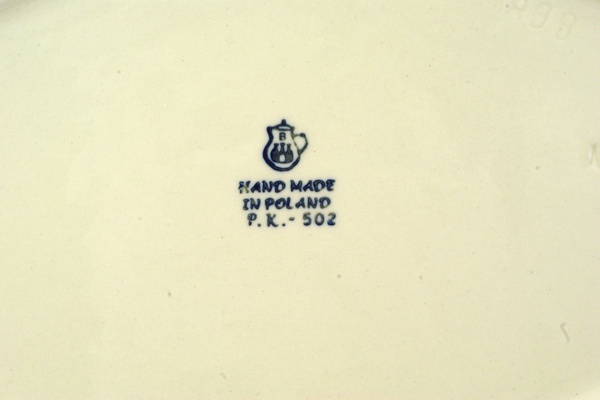 B
HAND MADE
IN POLAND
P.K.- 502